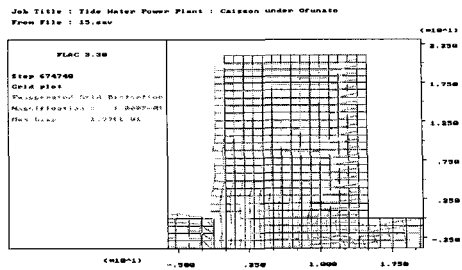 Job Title : Tide Water Power Plant : Caisson under Ofunato
From File : 15.sav
(*10^1)
FLAC 3.30
Step 674740
Grid plot
Exaggerated Grid Distortion
Magnification =
Max Disp =
2.250
1.750
1.250
.750
.250
-.250
(*10^1)
-.500
.250
1.000
1.750